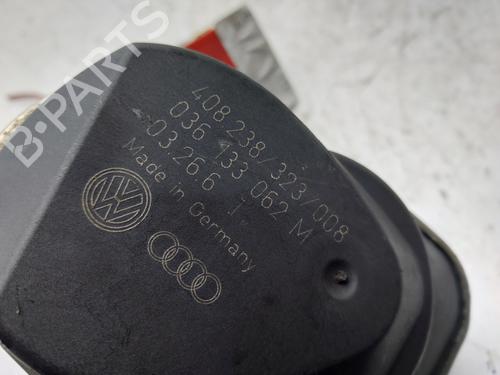 B-PARTS
408 238/323/008
036 133 062 M
03266 1
Made in Germany